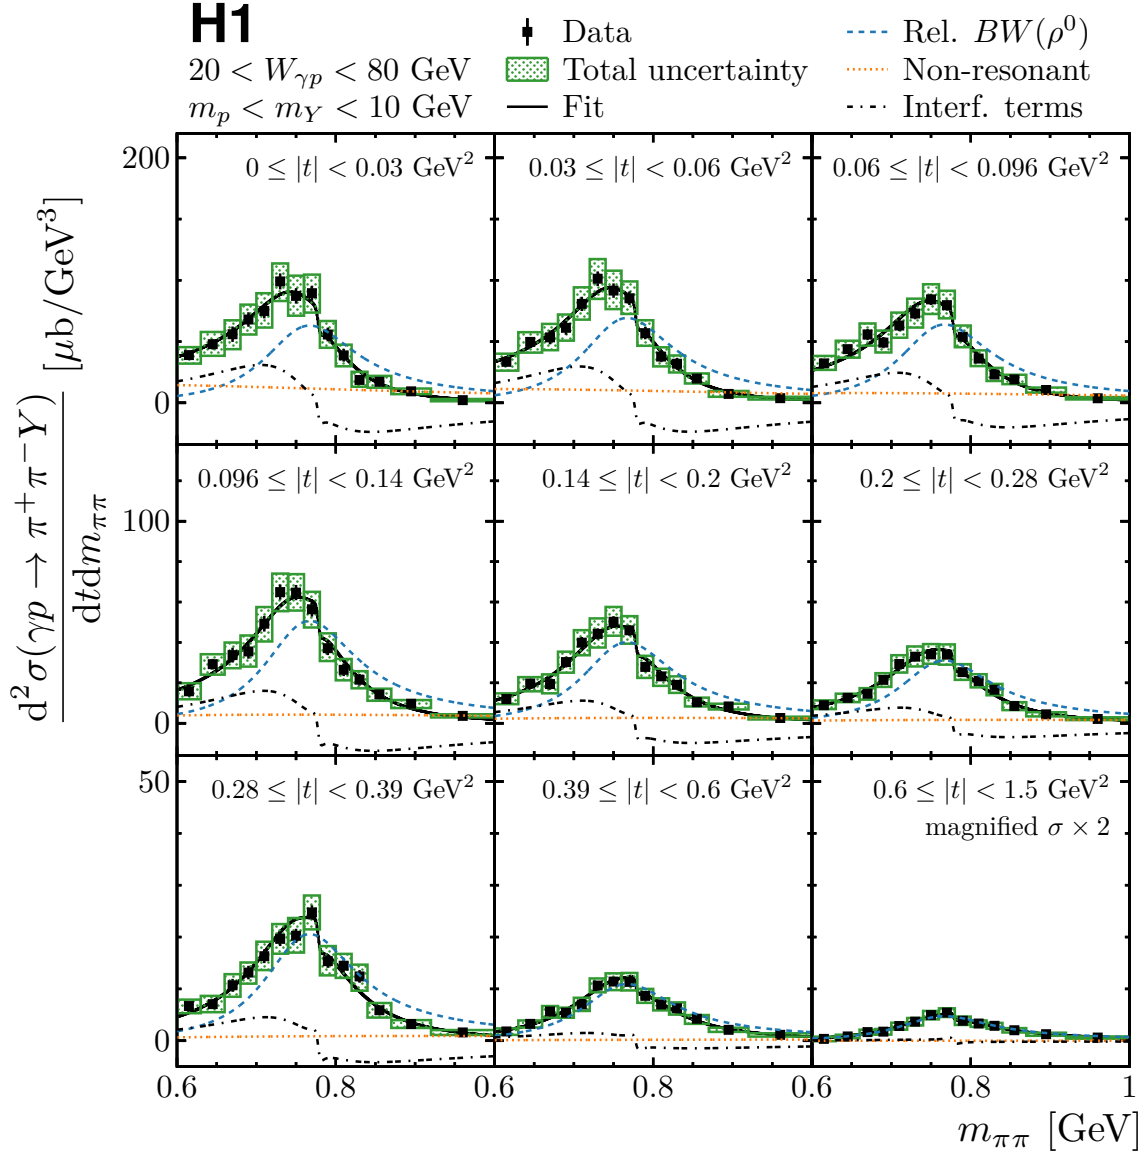 H1
20 < W_γp < 80 GeV
m_p < m_Y < 10 GeV
Data
Total uncertainty
Fit
Rel. BW(ρ⁰)
Non-resonant
Interf. terms
d²σ(γp → π⁺π⁻Y)
dtdm_ππ
[μb/GeV³]
200
0
0 ≤ |t| < 0.03 GeV²
0.03 ≤ |t| < 0.06 GeV²
0.06 ≤ |t| < 0.096 GeV²
100
0
0.096 ≤ |t| < 0.14 GeV²
0.14 ≤ |t| < 0.2 GeV²
0.2 ≤ |t| < 0.28 GeV²
50
0
0.28 ≤ |t| < 0.39 GeV²
0.39 ≤ |t| < 0.6 GeV²
0.6 ≤ |t| < 1.5 GeV²
magnified σ × 2
0.6 0.8 0.6 0.8 0.6 0.8 1
m_ππ [GeV]